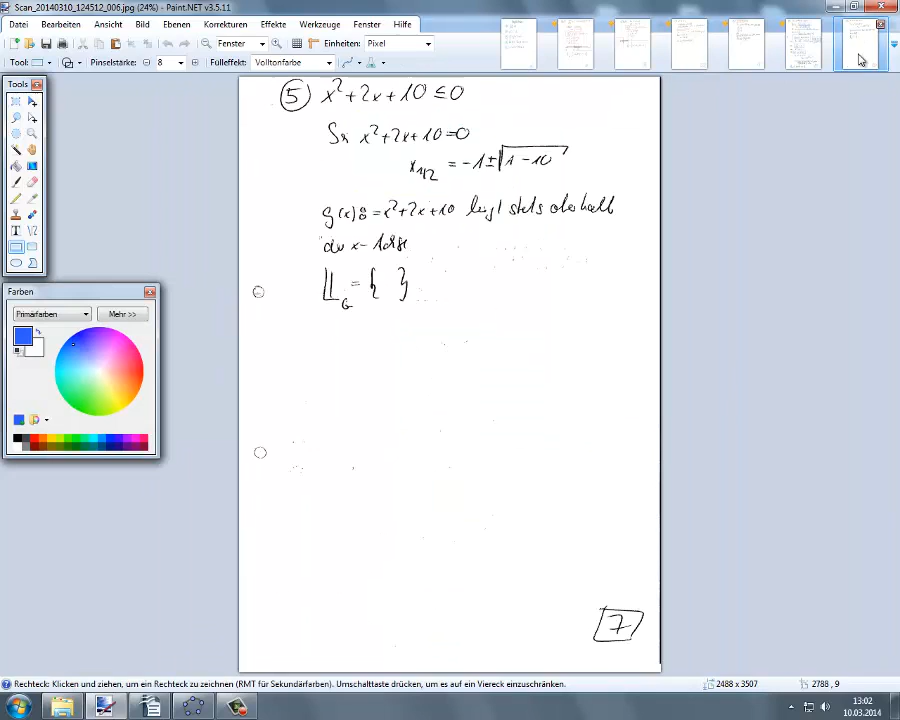 Scan_20140310_124512_006.jpg (24%) - Paint.NET v3.5.11
Datei Bearbeiten Ansicht Bild Ebenen Korrekturen Effekte Werkzeuge Fenster Hilfe
Fenster Einheiten: Pixel
Tool: Pinselstärke: 8 Fülleffekt: Volltonfarbe
Tools
⑤ x²+2x+10 ≤ 0
x²+2x+10=0
x₁/₂ = -1 ± √1-10
g(x) := x²+2x+10 liegt stets oberhalb
der x-Achse
𝕃_G = { }
Farben
Primärfarben Mehr >>
7
Rechteck: Klicken und ziehen, um ein Rechteck zu zeichnen (RMT für Sekundärfarben). Umschalttaste drücken, um es auf ein Viereck einzuschränken.
2488 x 3507
2788, 9
13:02
10.03.2014